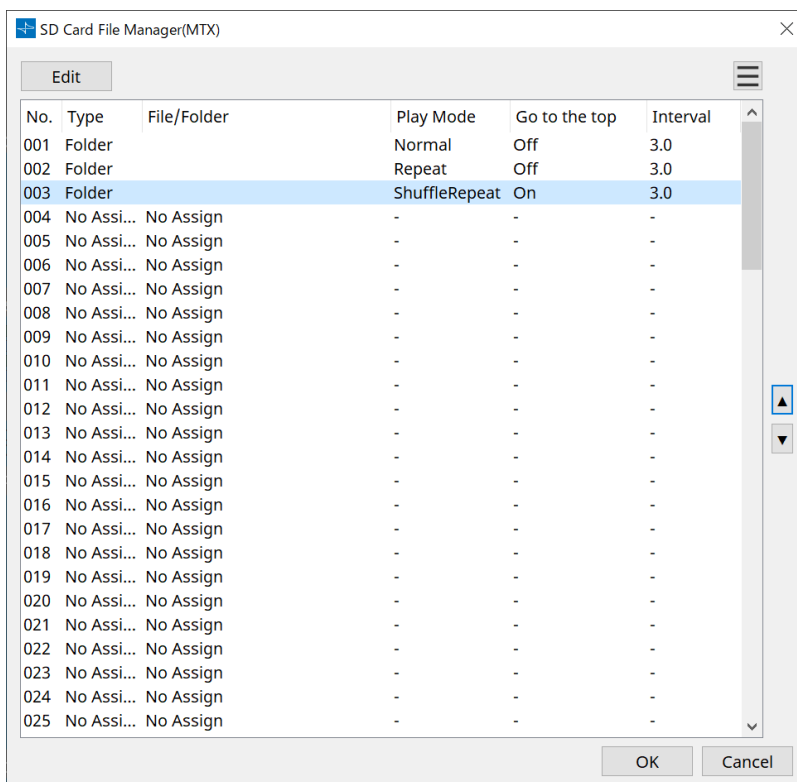 SD Card File Manager(MTX)
Edit
No. Type File/Folder Play Mode Go to the top Interval
001 Folder Normal Off 3.0
002 Folder Repeat Off 3.0
003 Folder ShuffleRepeat On 3.0
004 No Assi... No Assign - - -
005 No Assi... No Assign - - -
006 No Assi... No Assign - - -
007 No Assi... No Assign - - -
008 No Assi... No Assign - - -
009 No Assi... No Assign - - -
010 No Assi... No Assign - - -
011 No Assi... No Assign - - -
012 No Assi... No Assign - - -
013 No Assi... No Assign - - -
014 No Assi... No Assign - - -
015 No Assi... No Assign - - -
016 No Assi... No Assign - - -
017 No Assi... No Assign - - -
018 No Assi... No Assign - - -
019 No Assi... No Assign - - -
020 No Assi... No Assign - - -
021 No Assi... No Assign - - -
022 No Assi... No Assign - - -
023 No Assi... No Assign - - -
024 No Assi... No Assign - - -
025 No Assi... No Assign - - -
OK Cancel